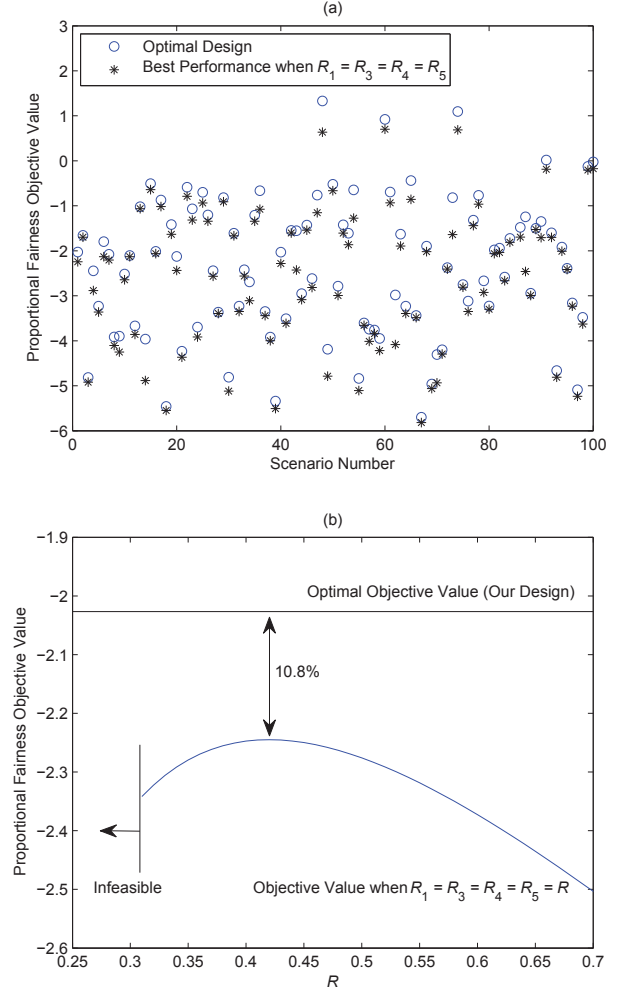 (a)
3
2
1
0
−1
−2
−3
−4
−5
−6
0 20 40 60 80 100
Proportional Fairness Objective Value
Scenario Number
Optimal Design
Best Performance when R1 = R3 = R4 = R5
(b)
−1.9
−2
−2.1
−2.2
−2.3
−2.4
−2.5
−2.6
0.25 0.3 0.35 0.4 0.45 0.5 0.55 0.6 0.65 0.7
Proportional Fairness Objective Value
R
Optimal Objective Value (Our Design)
10.8%
Infeasible
Objective Value when R1 = R3 = R4 = R5 = R